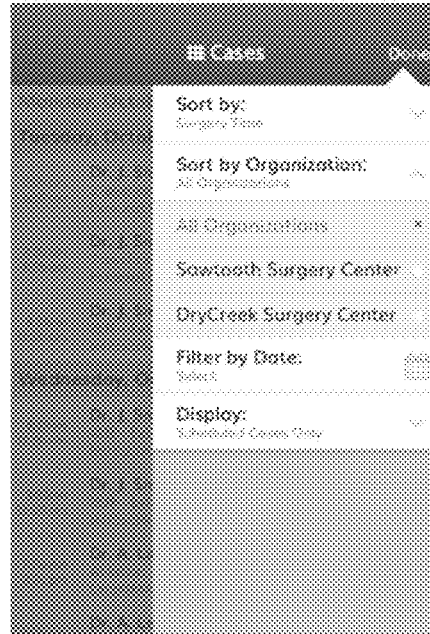 Cases
Done
Sort by:
Surgery Time
Sort by Organization:
All Organizations
All Organizations
Sawtooth Surgery Center
DryCreek Surgery Center
Filter by Date:
Select
Display:
Scheduled Cases Only